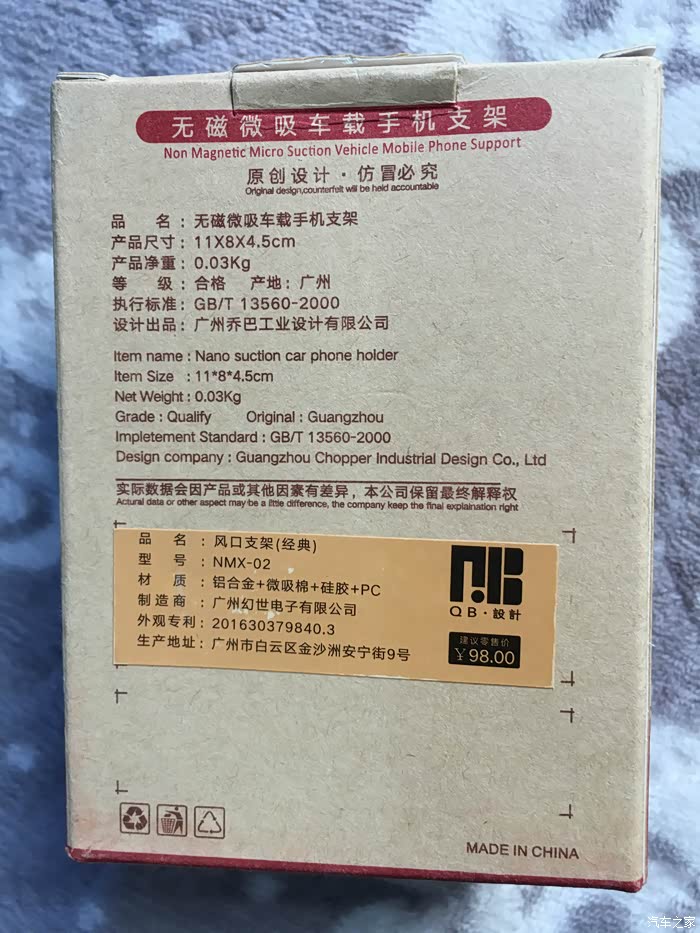 无磁微吸车载手机支架
Non Magnetic Micro Suction Vehicle Mobile Phone Support
原创设计·仿冒必究
Original design,counterfelt will be held accountable
品 名：无磁微吸车载手机支架
产品尺寸：11X8X4.5cm
产品净重：0.03Kg
等 级：合格 产地：广州
执行标准：GB/T 13560-2000
设计出品：广州乔巴工业设计有限公司
Item name : Nano suction car phone holder
Item Size : 11*8*4.5cm
Net Weight : 0.03Kg
Grade : Qualify Original : Guangzhou
Impletement Standard : GB/T 13560-2000
Design company : Guangzhou Chopper Industrial Design Co., Ltd
实际数据会因产品或其他因素有差异，本公司保留最终解释权
Actural data or other aspect may be a little difference, the company keep the final explaination right
品 名：风口支架(经典)
型 号：NMX-02
材 质：铝合金+微吸棉+硅胶+PC
制造商：广州幻世电子有限公司
外观专利：201630379840.3
生产地址：广州市白云区金沙洲安宁街9号
QB·設計
建议零售价
￥98.00
MADE IN CHINA
汽车之家